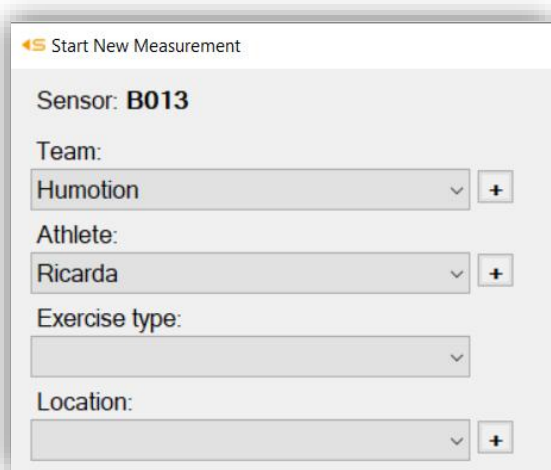 Start New Measurement
Sensor: B013
Team:
Humotion
+
Athlete:
Ricarda
+
Exercise type:
Location:
+